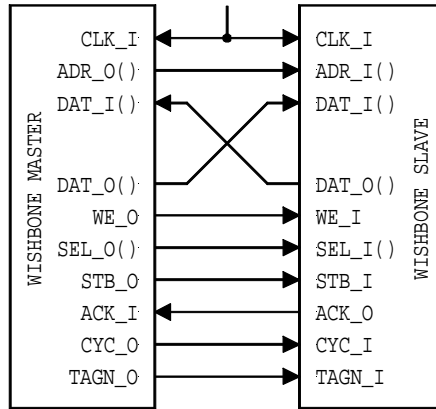 WISHBONE MASTER
CLK_I
ADR_O()
DAT_I()
DAT_O()
WE_O
SEL_O()
STB_O
ACK_I
CYC_O
TAGN_O
CLK_I
ADR_I()
DAT_I()
DAT_O()
WE_I
SEL_I()
STB_I
ACK_O
CYC_I
TAGN_I
WISHBONE SLAVE